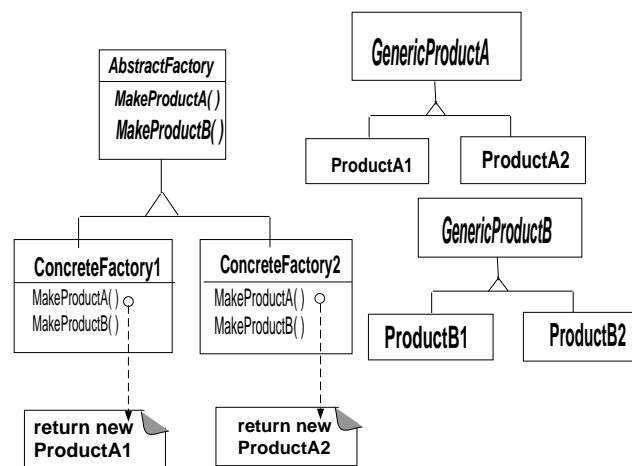 AbstractFactory
MakeProductA( )
MakeProductB( )
GenericProductA
ProductA1
ProductA2
GenericProductB
ProductB1
ProductB2
ConcreteFactory1
MakeProductA( )
MakeProductB( )
ConcreteFactory2
MakeProductA( )
MakeProductB( )
return new
ProductA1
return new
ProductA2